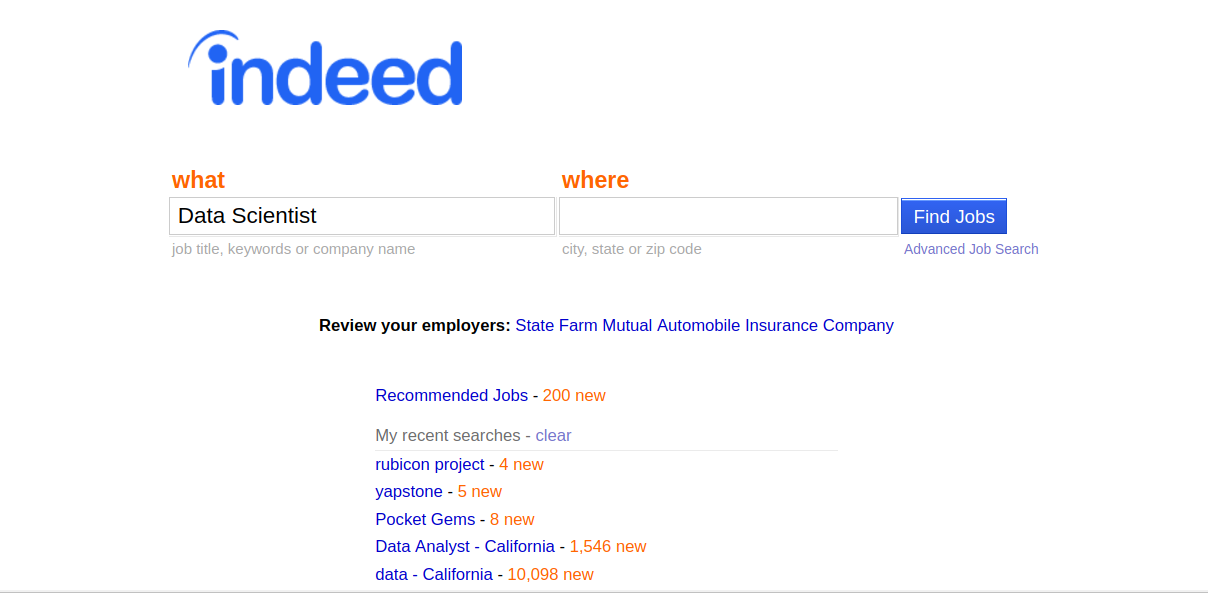 indeed
what where
Data Scientist Find Jobs
job title, keywords or company name city, state or zip code Advanced Job Search
Review your employers: State Farm Mutual Automobile Insurance Company
Recommended Jobs - 200 new
My recent searches - clear
rubicon project - 4 new
yapstone - 5 new
Pocket Gems - 8 new
Data Analyst - California - 1,546 new
data - California - 10,098 new